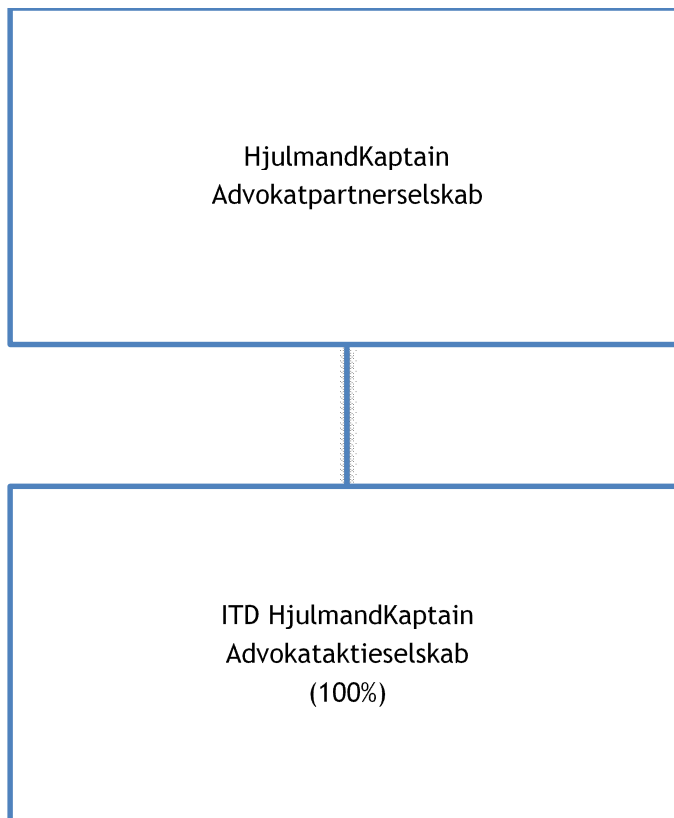 HjulmandKaptain
Advokatpartnerselskab
ITD HjulmandKaptain
Advokataktieselskab
(100%)